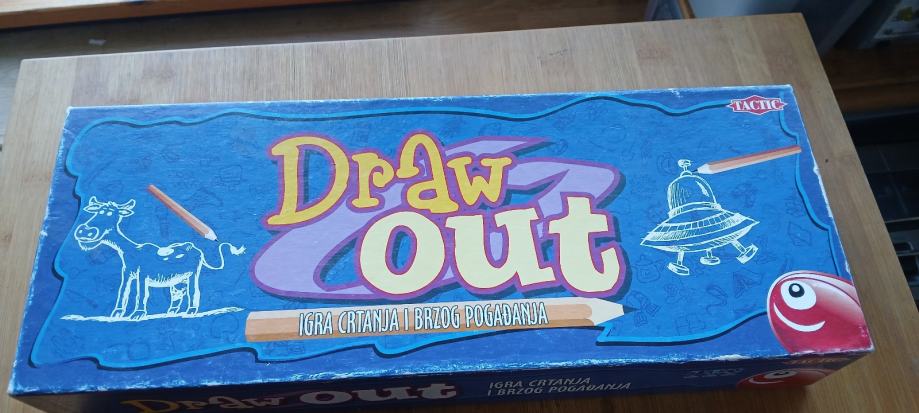 TACTIC
Draw
out
IGRA CRTANJA I BRZOG POGAĐANJA
Draw out
IGRA CRTANJA
I BRZOG POGAĐANJA